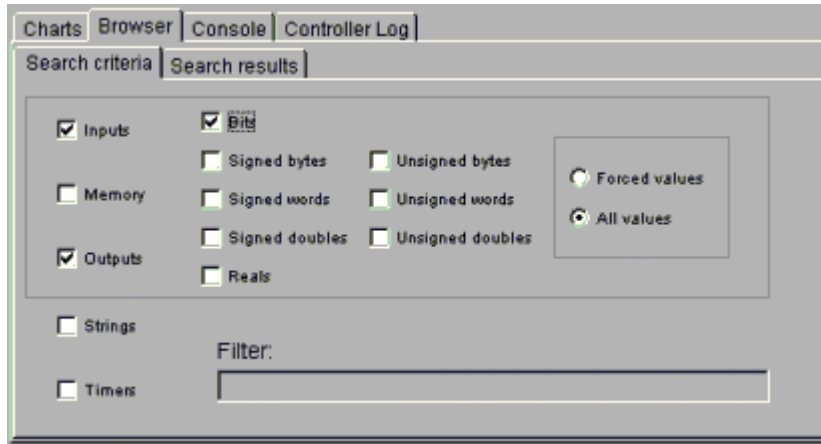 Charts Browser Console Controller Log
Search criteria Search results
Inputs Bits
Signed bytes Unsigned bytes
Forced values
Memory Signed words Unsigned words
All values
Signed doubles Unsigned doubles
Outputs
Reals
Strings
Filter:
Timers